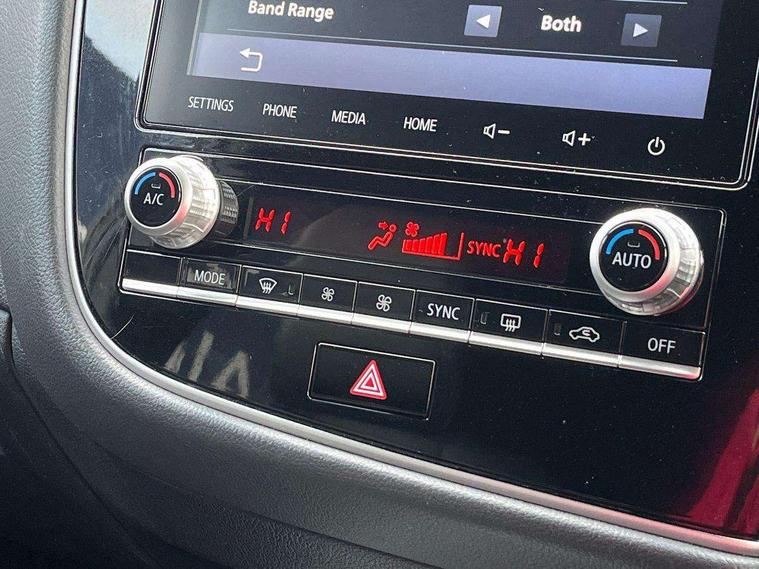 Band Range Both
SETTINGS PHONE MEDIA HOME
A/C HI SYNC HI AUTO
MODE SYNC OFF